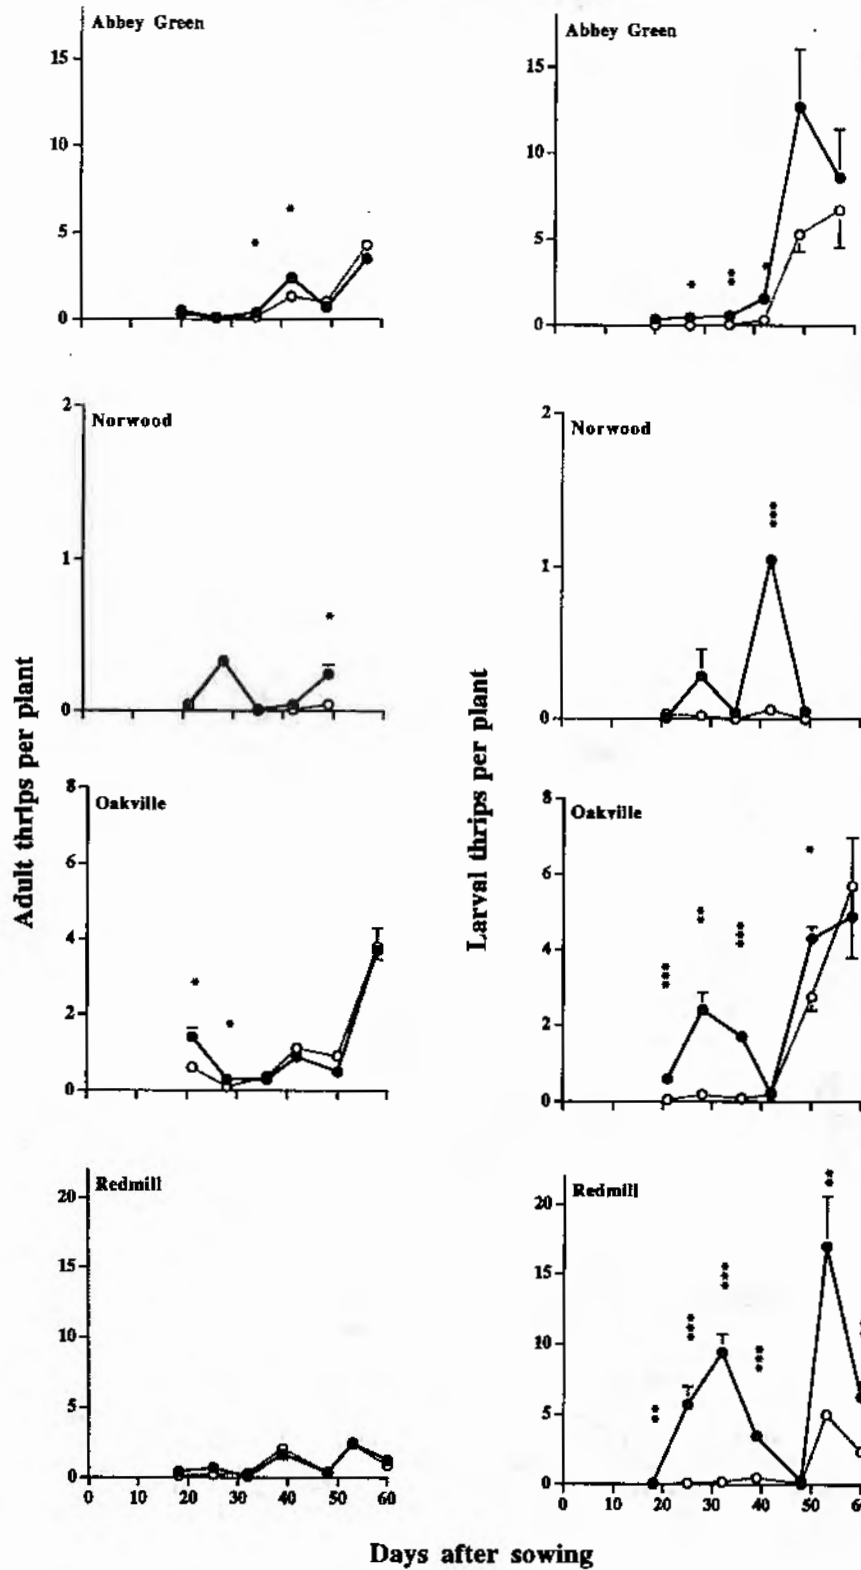 Abbey Green
15
10
5
0
* *
Abbey Green
15
10
5
0
* ** *
Norwood
2
1
0
*
Norwood
2
1
0
***
Oakville
8
6
4
2
0
* *
Oakville
8
6
4
2
0
*** ** *** *
Redmill
20
15
10
5
0
0 10 20 30 40 50 60
Redmill
20
15
10
5
0
** *** *** *** **
0 10 20 30 40 50 60
Adult thrips per plant
Larval thrips per plant
Days after sowing